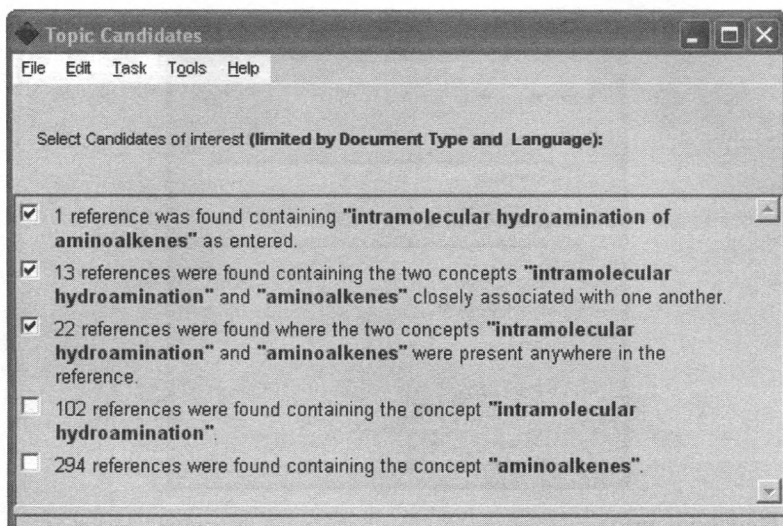 Topic Candidates
File Edit Task Tools Help
Select Candidates of interest (limited by Document Type and Language):
1 reference was found containing "intramolecular hydroamination of
aminoalkenes" as entered.
13 references were found containing the two concepts "intramolecular
hydroamination" and "aminoalkenes" closely associated with one another.
22 references were found where the two concepts "intramolecular
hydroamination" and "aminoalkenes" were present anywhere in the
reference.
102 references were found containing the concept "intramolecular
hydroamination".
294 references were found containing the concept "aminoalkenes".